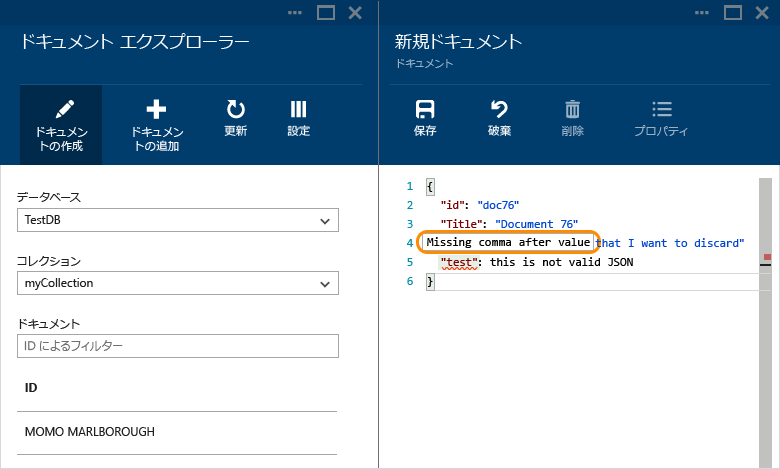 ドキュメント エクスプローラー
ドキュメン
トの作成
ドキュメン
トの追加
更新
設定
データベース
TestDB
コレクション
myCollection
ドキュメント
ID によるフィルター
ID
MOMO MARLBOROUGH
新規ドキュメント
ドキュメント
保存
破棄
削除
プロパティ
1 {
2 "id": "doc76"
3 "Title": "Document 76"
4 Missing comma after value that I want to discard"
5 "test": this is not valid JSON
6 }